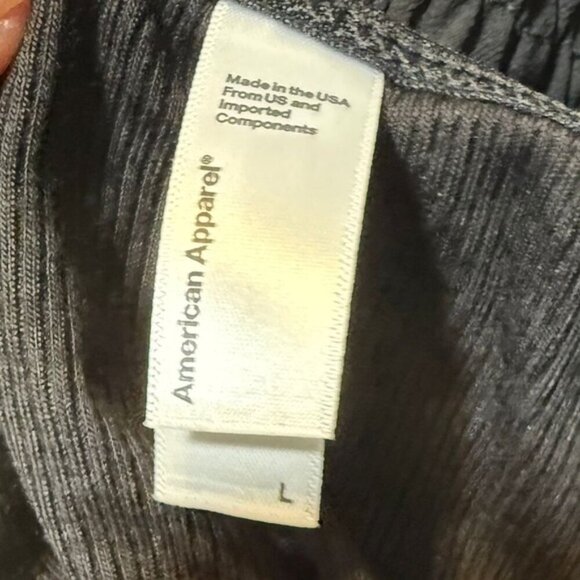 Made in the USA
From US and
Imported
Components
American Apparel®
L